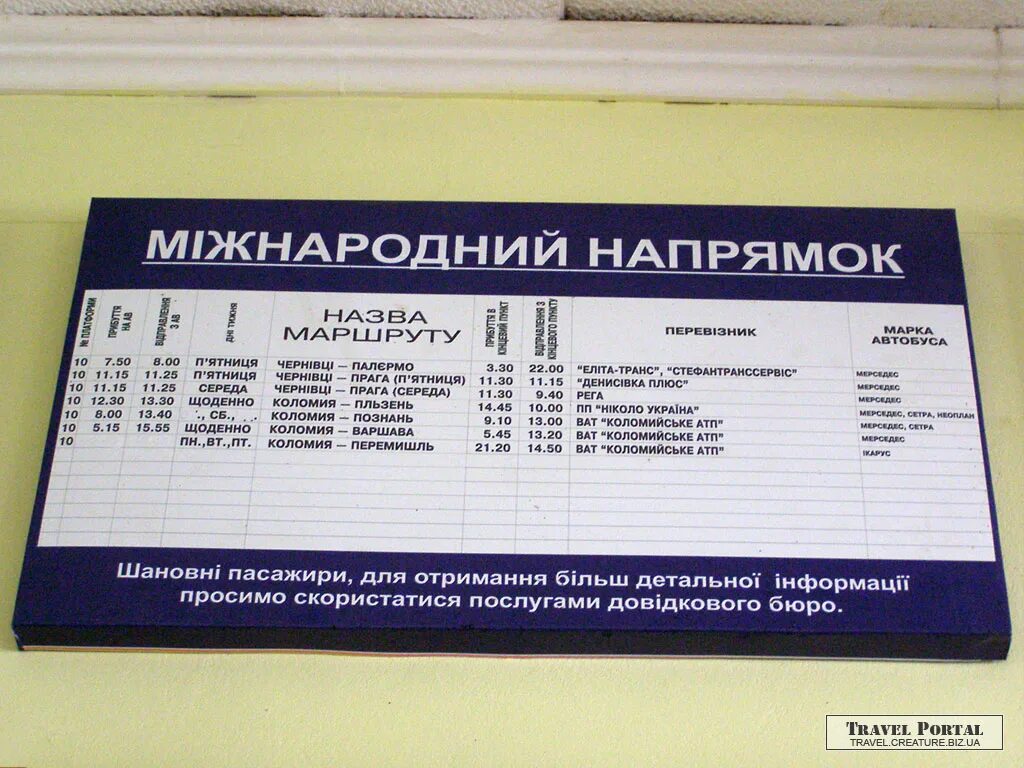 МІЖНАРОДНИЙ НАПРЯМОК
№ ПЛАТФОРМИ
ПРИБУТТЯ НА АВ
ВІДПРАВЛЕННЯ З АВ
ДНІ ТИЖНЯ
НАЗВА
МАРШРУТУ
ПРИБУТТЯ В КІНЦЕВИЙ ПУНКТ
ВІДПРАВЛЕННЯ З КІНЦЕВОГО ПУНКТУ
ПЕРЕВІЗНИК
МАРКА
АВТОБУСА
10 7.50 8.00 П'ЯТНИЦЯ ЧЕРНІВЦІ — ПАЛЄРМО 3.30 22.00 "ЕЛІТА-ТРАНС", "СТЕФАНТРАНССЕРВІС" МЕРСЕДЕС
10 11.15 11.25 П'ЯТНИЦЯ ЧЕРНІВЦІ — ПРАГА (П'ЯТНИЦЯ) 11.30 11.15 "ДЕНИСІВКА ПЛЮС" МЕРСЕДЕС
10 11.15 11.25 СЕРЕДА ЧЕРНІВЦІ — ПРАГА (СЕРЕДА) 11.30 9.40 РЕГА МЕРСЕДЕС
10 12.30 13.30 ЩОДЕННО КОЛОМИЯ — ПЛЬЗЕНЬ 14.45 10.00 ПП "НІКОЛО УКРАЇНА" МЕРСЕДЕС, СЕТРА, НЕОПЛАН
10 8.00 13.40 ., СБ., . КОЛОМИЯ — ПОЗНАНЬ 9.10 13.00 ВАТ "КОЛОМИЙСЬКЕ АТП" МЕРСЕДЕС, СЕТРА
10 5.15 15.55 ЩОДЕННО КОЛОМИЯ — ВАРШАВА 5.45 13.20 ВАТ "КОЛОМИЙСЬКЕ АТП" МЕРСЕДЕС
10 ПН.,ВТ.,ПТ. КОЛОМИЯ — ПЕРЕМИШЛЬ 21.20 14.50 ВАТ "КОЛОМИЙСЬКЕ АТП" ІКАРУС
Шановні пасажири, для отримання більш детальної інформації
просимо скористатися послугами довідкового бюро.
TRAVEL PORTAL
TRAVEL.CREATURE.BIZ.UA